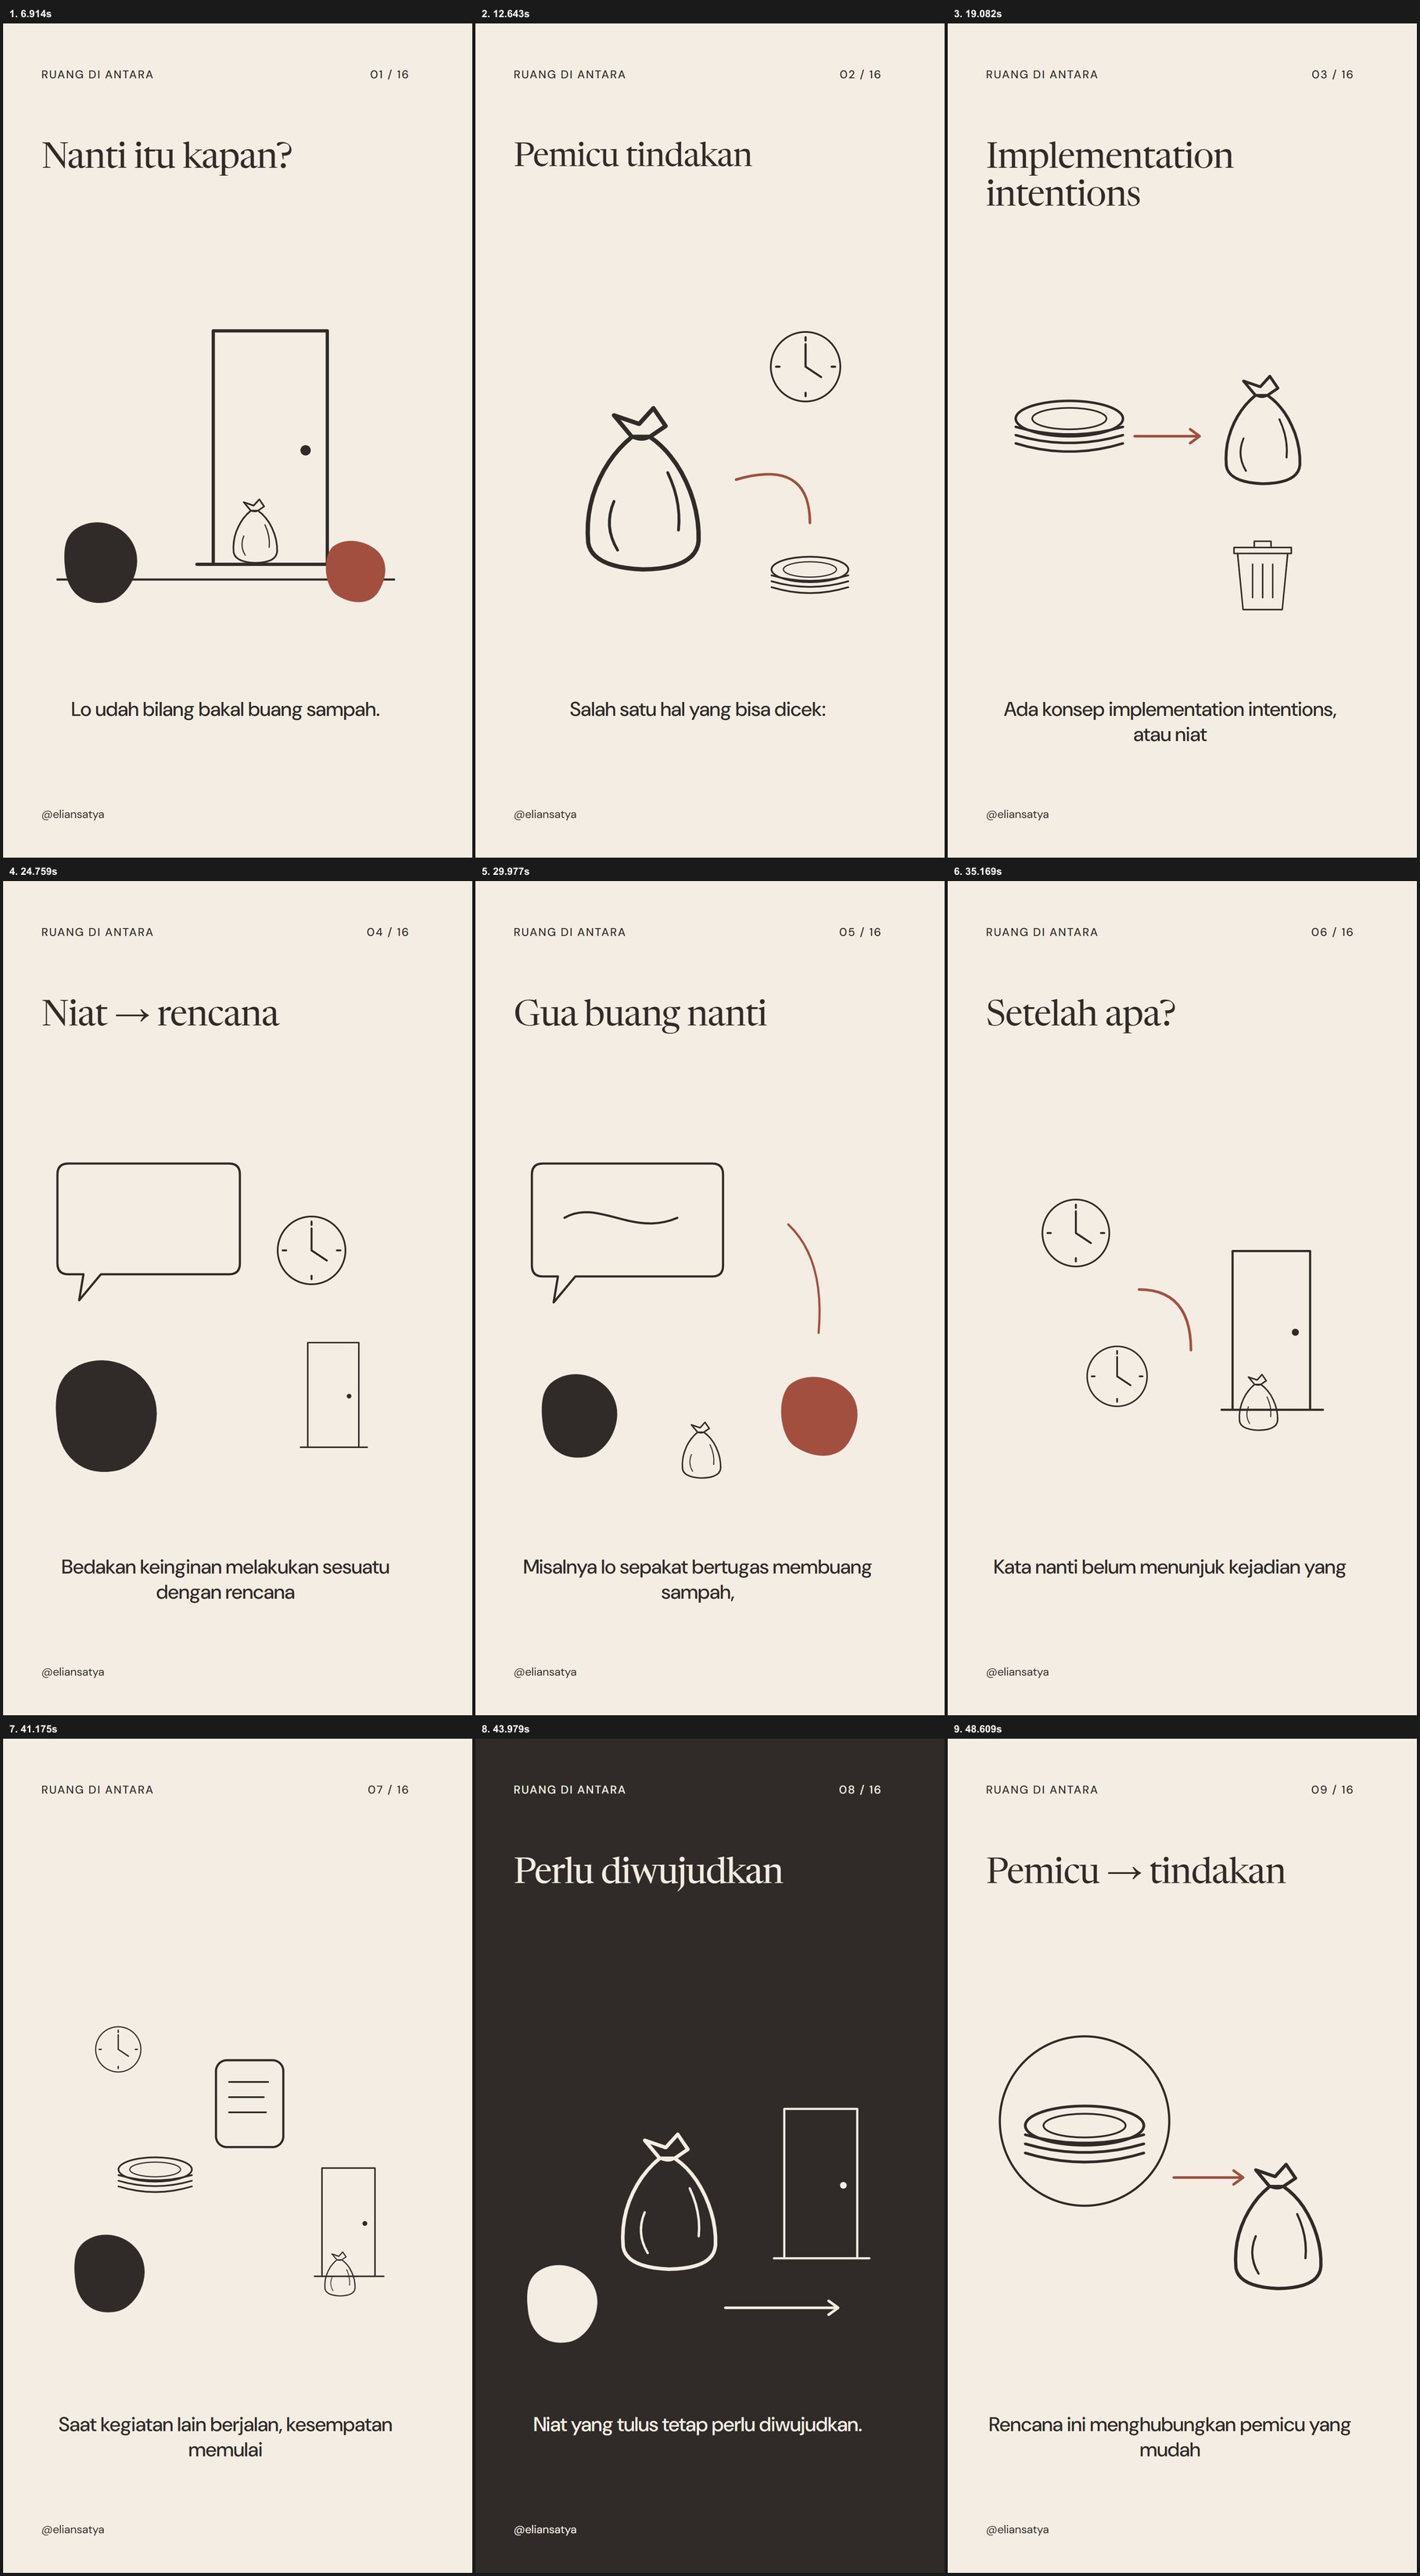 1. 6.914s
RUANG DI ANTARA 01 / 16
Nanti itu kapan?
Lo udah bilang bakal buang sampah.
@eliansatya
2. 12.643s
RUANG DI ANTARA 02 / 16
Pemicu tindakan
Salah satu hal yang bisa dicek:
@eliansatya
3. 19.082s
RUANG DI ANTARA 03 / 16
Implementation
intentions
Ada konsep implementation intentions,
atau niat
@eliansatya
4. 24.759s
RUANG DI ANTARA 04 / 16
Niat → rencana
Bedakan keinginan melakukan sesuatu
dengan rencana
@eliansatya
5. 29.977s
RUANG DI ANTARA 05 / 16
Gua buang nanti
Misalnya lo sepakat bertugas membuang
sampah,
@eliansatya
6. 35.169s
RUANG DI ANTARA 06 / 16
Setelah apa?
Kata nanti belum menunjuk kejadian yang
@eliansatya
7. 41.175s
RUANG DI ANTARA 07 / 16
Saat kegiatan lain berjalan, kesempatan
memulai
@eliansatya
8. 43.979s
RUANG DI ANTARA 08 / 16
Perlu diwujudkan
Niat yang tulus tetap perlu diwujudkan.
@eliansatya
9. 48.609s
RUANG DI ANTARA 09 / 16
Pemicu → tindakan
Rencana ini menghubungkan pemicu yang
mudah
@eliansatya